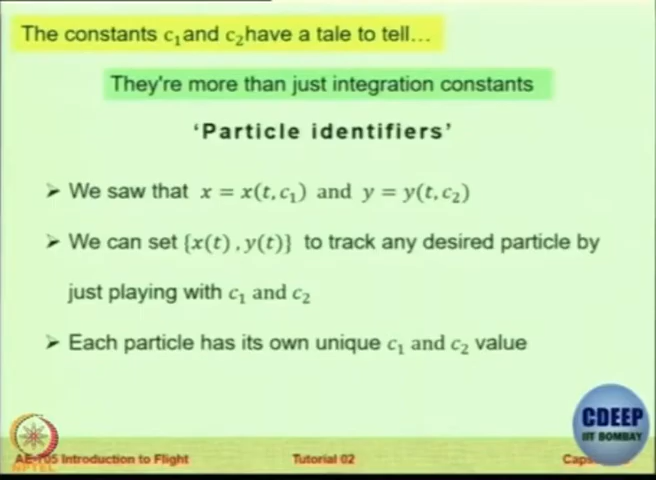 The constants c₁ and c₂ have a tale to tell…
They're more than just integration constants
'Particle identifiers'
➤ We saw that x = x(t, c₁) and y = y(t, c₂)
➤ We can set {x(t) , y(t)} to track any desired particle by
just playing with c₁ and c₂
➤ Each particle has its own unique c₁ and c₂ value
CDEEP
IIT BOMBAY
AE-705 Introduction to Flight
Tutorial 02
NPTEL